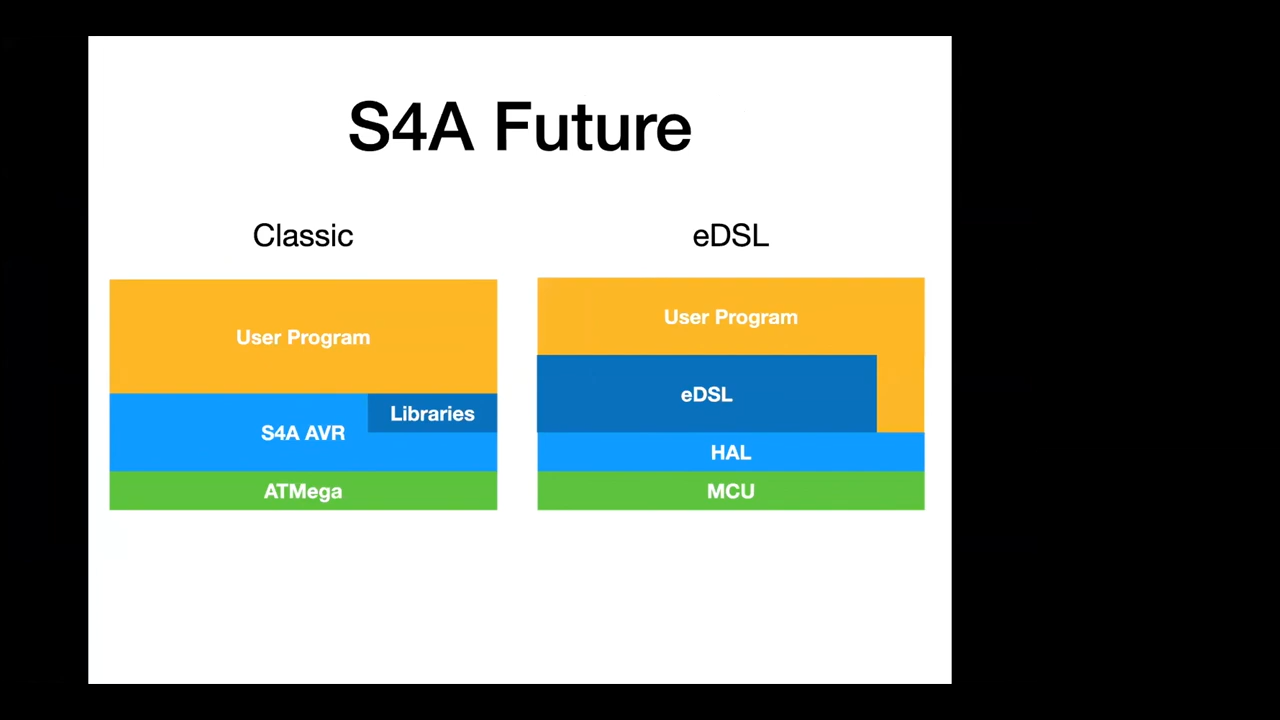 S4A Future
Classic
User Program
Libraries
S4A AVR
ATMega
eDSL
User Program
eDSL
HAL
MCU